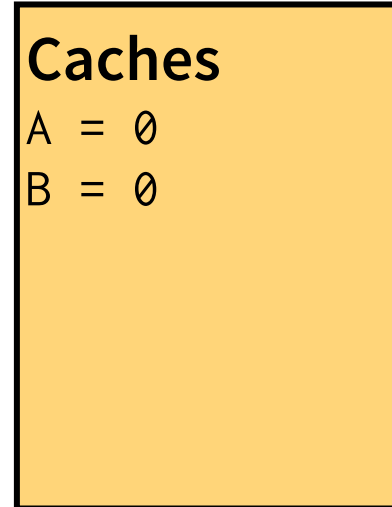 Caches
A = 0
B = 0